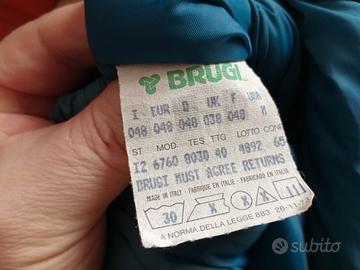 BRUGI
I EUR D UK F USA
048 048 048 038 048 M
ST MOD TES TTG LOTTO CONF
IZ 6760 8030 40 4892 65
BRUGI MUST AGREE RETURNS
MADE IN ITALY - FABRIQUÉ EN ITALIE - FABRICADO EN ITALIA
30
A NORMA DELLA LEGGE 883 26-11-73
subito